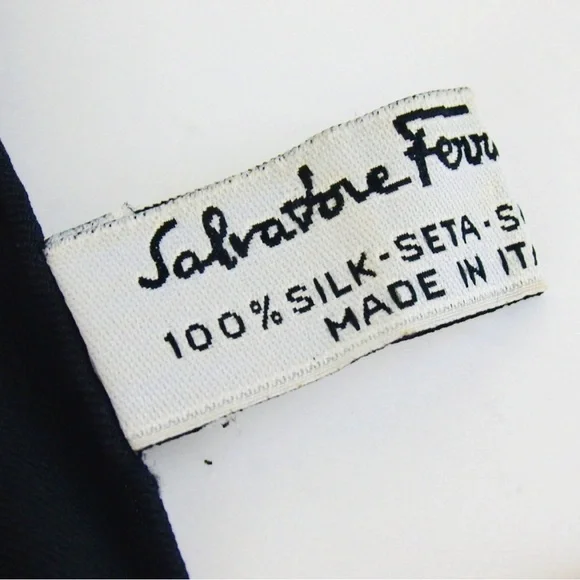 Salvatore Ferr
100% SILK-SETA-S
MADE IN ITA